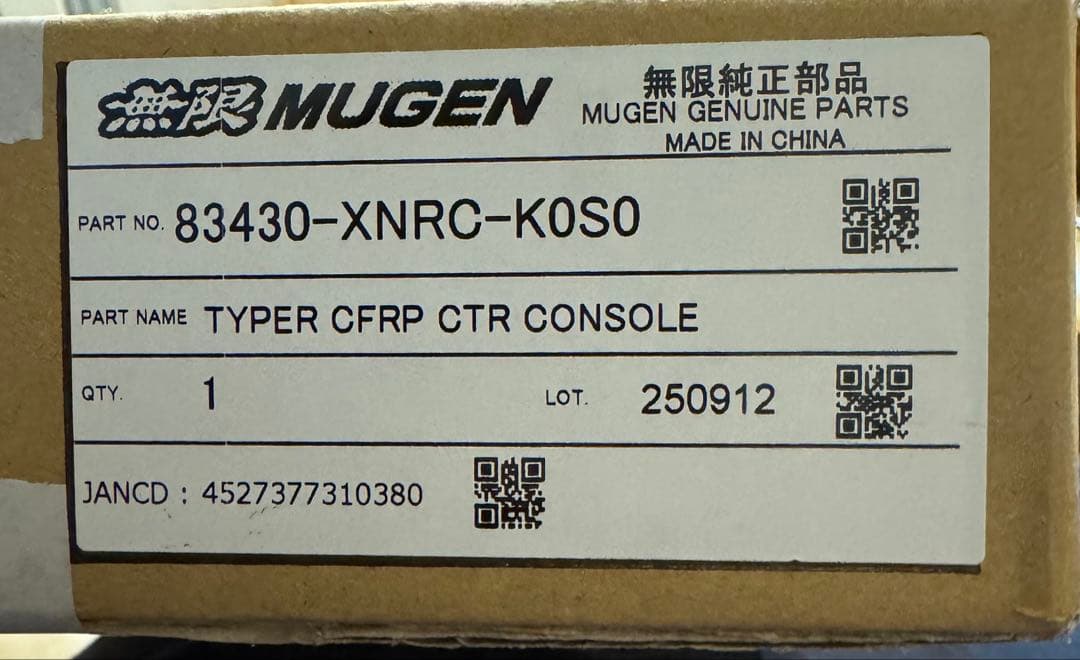 無限 MUGEN
無限純正部品
MUGEN GENUINE PARTS
MADE IN CHINA
PART NO. 83430-XNRC-K0S0
PART NAME TYPER CFRP CTR CONSOLE
QTY. 1 LOT. 250912
JANCD : 4527377310380